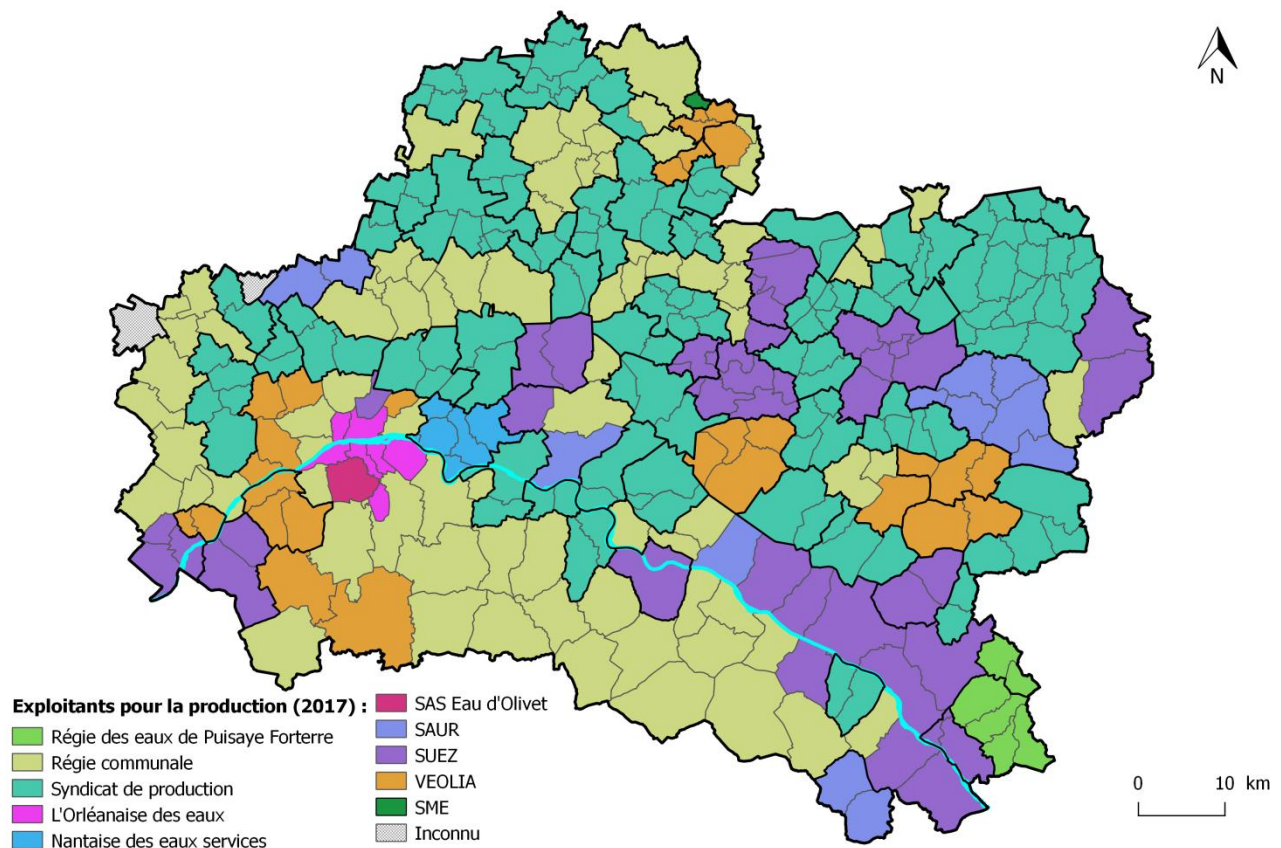 N
Exploitants pour la production (2017) :
Régie des eaux de Puisaye Forterre
Régie communale
Syndicat de production
L'Orléanaise des eaux
Nantaise des eaux services
SAS Eau d'Olivet
SAUR
SUEZ
VEOLIA
SME
Inconnu
0 10 km